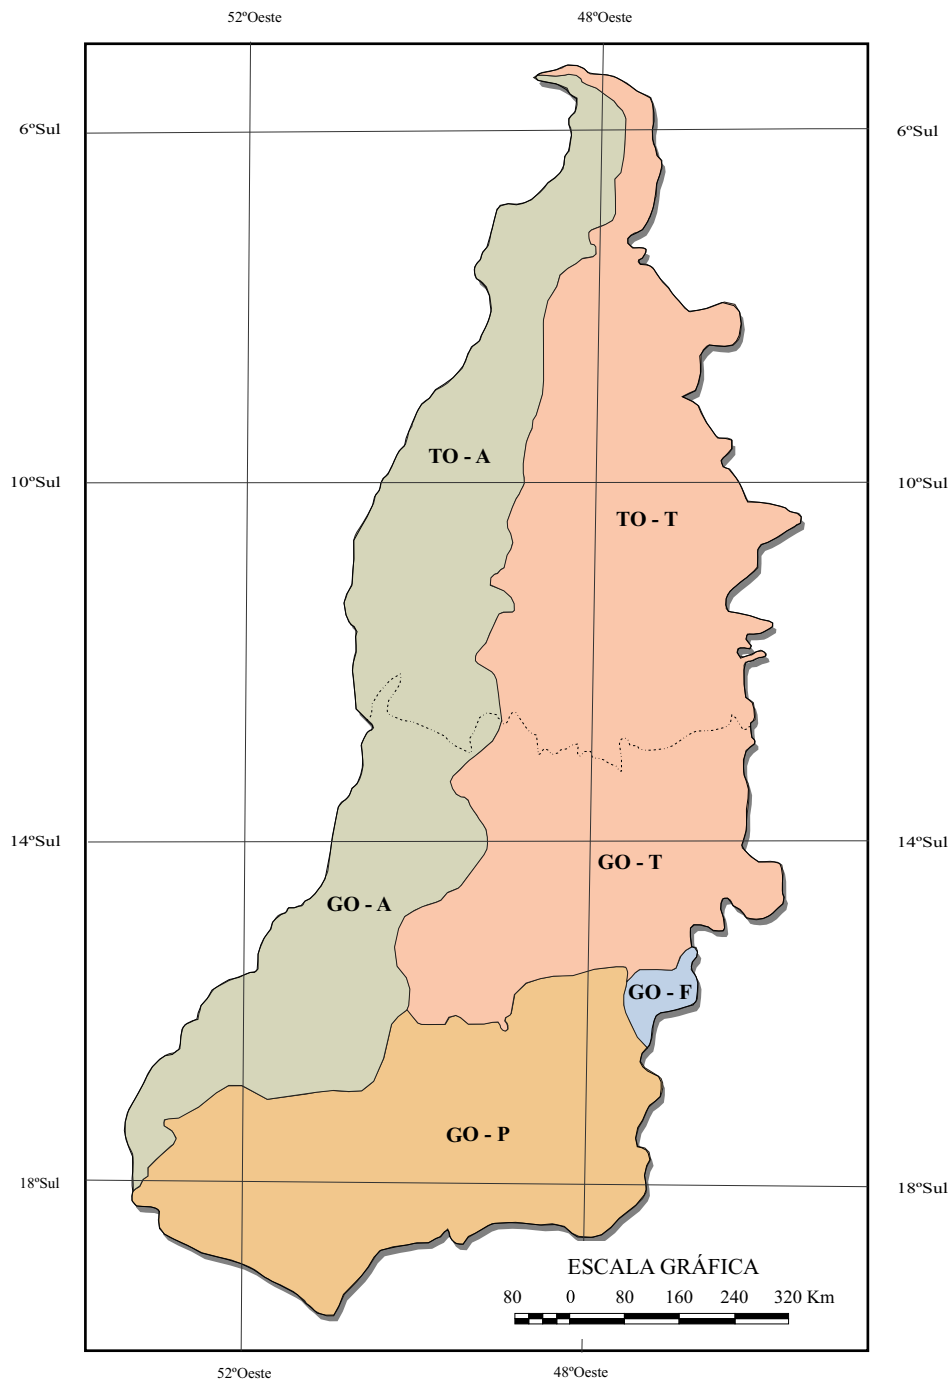 52ºOeste 48ºOeste
6ºSul 6ºSul
TO - A
10ºSul 10ºSul
TO - T
14ºSul 14ºSul
GO - T
GO - A
GO - F
GO - P
18ºSul 18ºSul
ESCALA GRÁFICA
80 0 80 160 240 320 Km
52ºOeste 48ºOeste